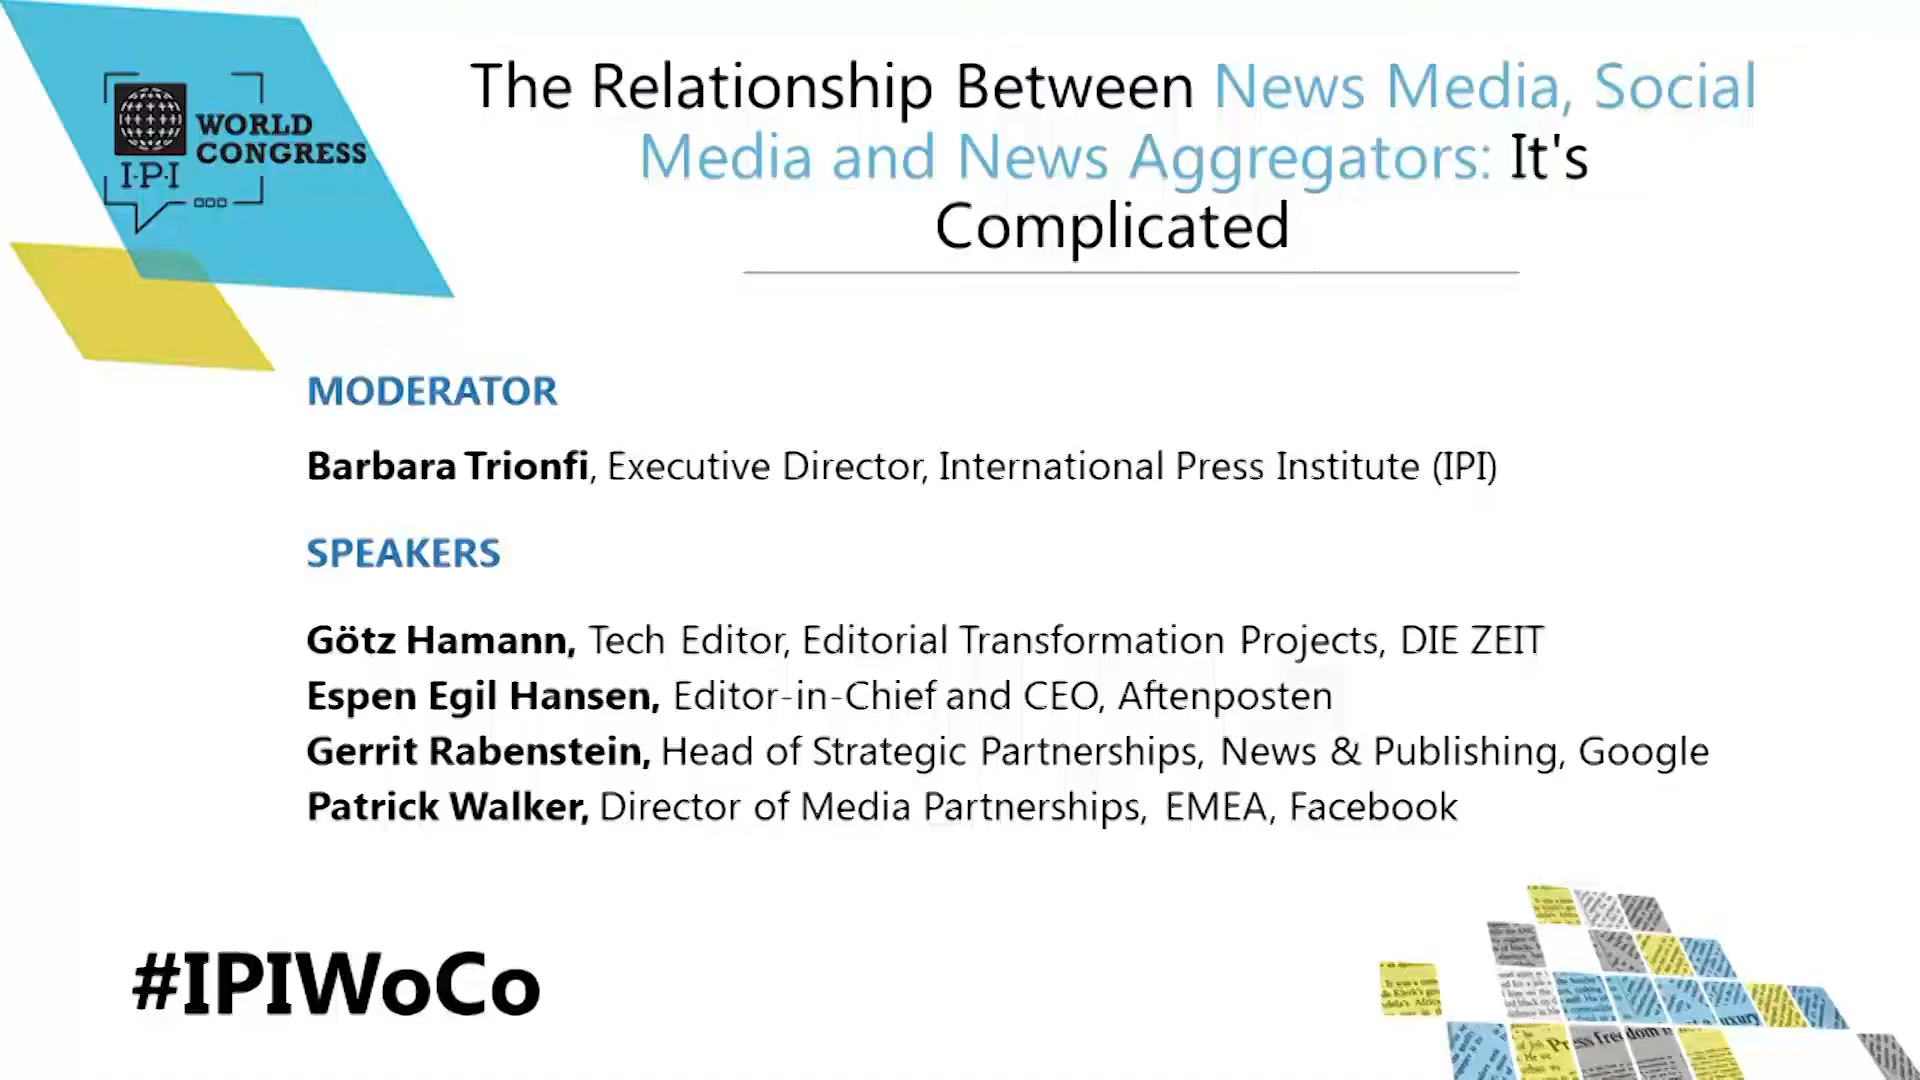 WORLD
CONGRESS
I·P·I
The Relationship Between News Media, Social
Media and News Aggregators: It's
Complicated
MODERATOR
Barbara Trionfi, Executive Director, International Press Institute (IPI)
SPEAKERS
Götz Hamann, Tech Editor, Editorial Transformation Projects, DIE ZEIT
Espen Egil Hansen, Editor-in-Chief and CEO, Aftenposten
Gerrit Rabenstein, Head of Strategic Partnerships, News & Publishing, Google
Patrick Walker, Director of Media Partnerships, EMEA, Facebook
#IPIWoCo